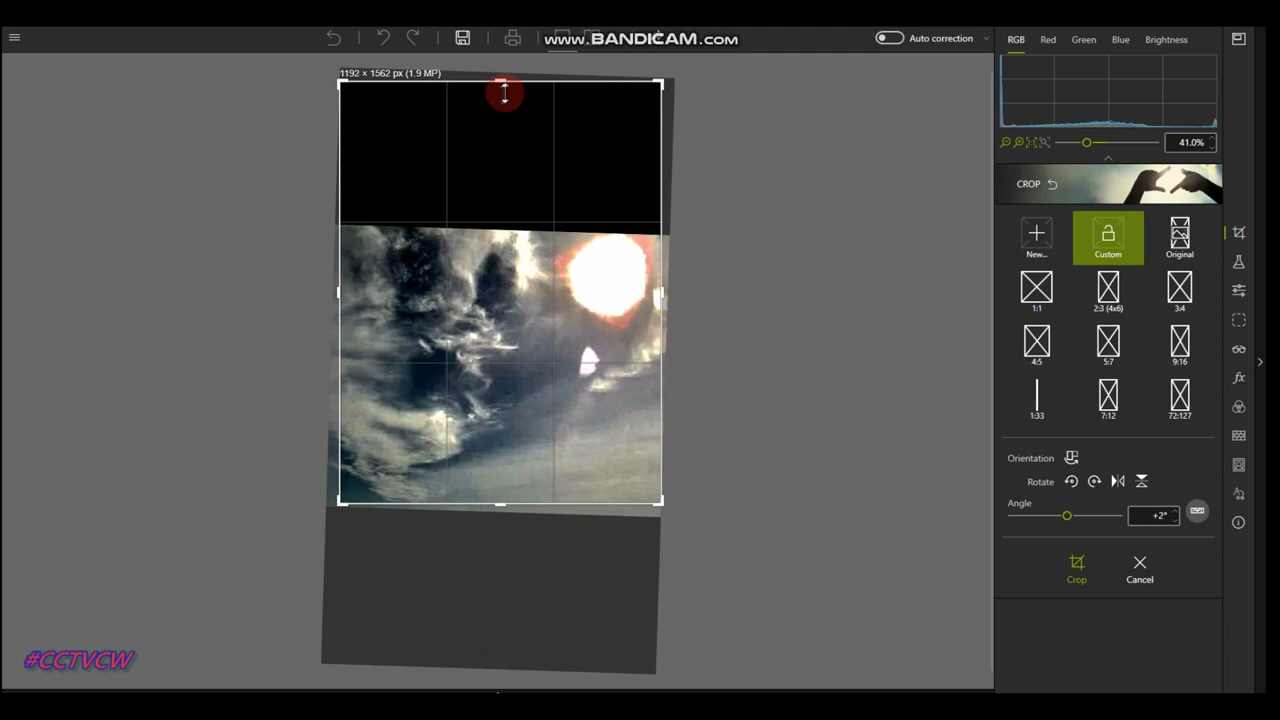 www.BANDICAM.com
Auto correction
RGB Red Green Blue Brightness
1192 × 1562 px (1.9 MP)
41.0%
CROP
New... Custom Original
1:1 2:3 (4x6) 3:4
4:5 5:7 9:16
1:33 7:12 72:127
Orientation
Rotate
Angle
+2°
Crop Cancel
#CCTVCW